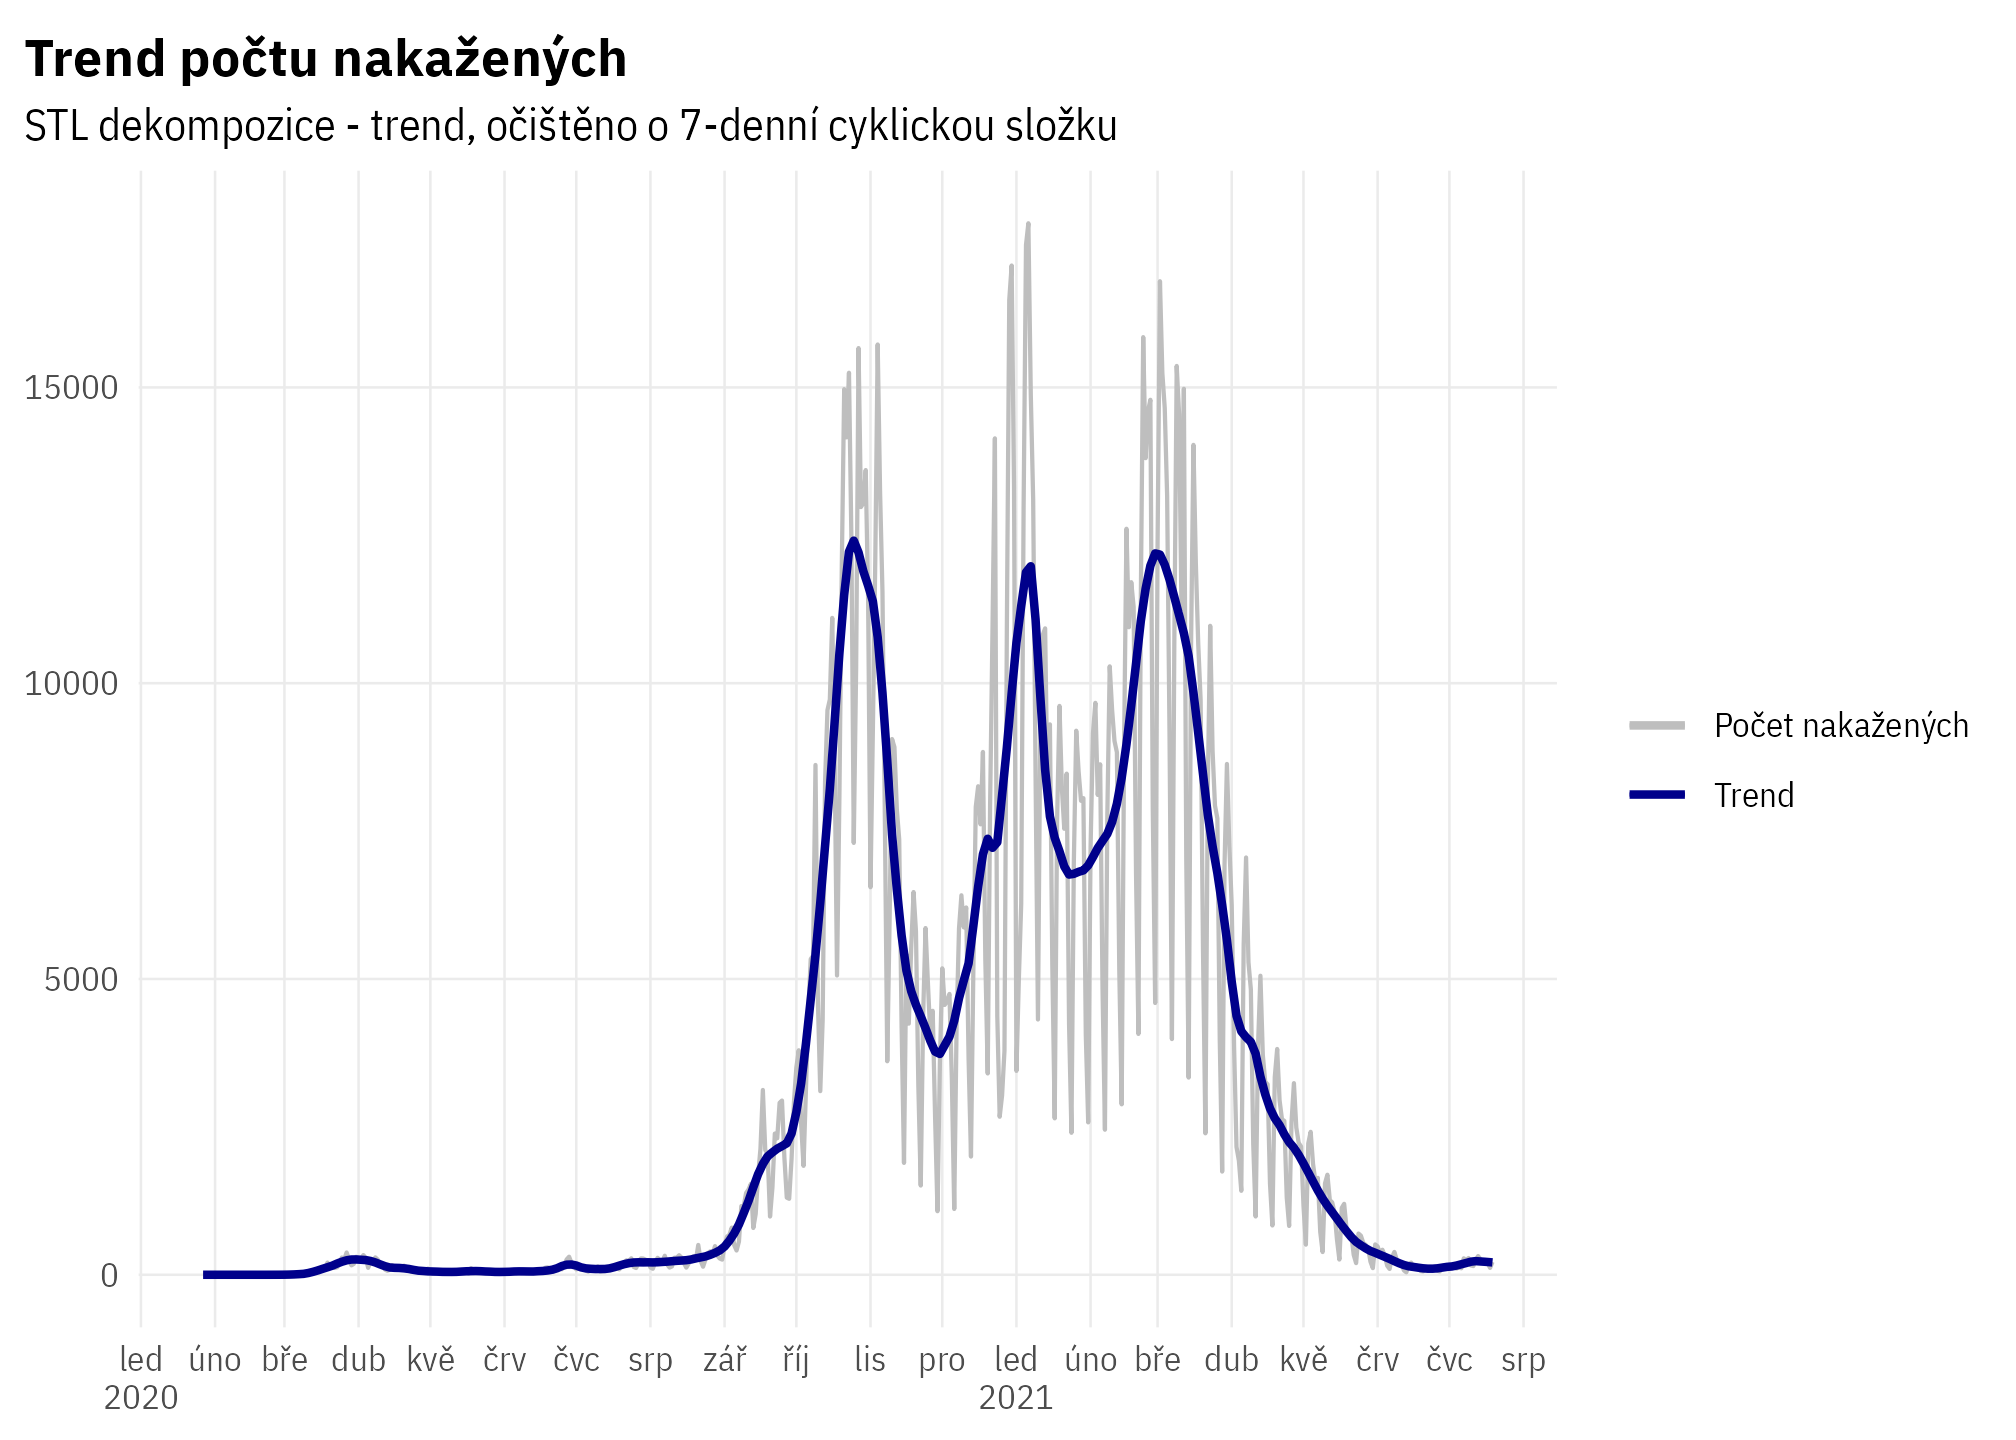 Trend počtu nakažených
STL dekompozice - trend, očištěno o 7-denní cyklickou složku
15000
10000
5000
0
Počet nakažených
Trend
led úno bře dub kvě črv čvc srp zář říj lis pro led úno bře dub kvě črv čvc srp
2020 2021